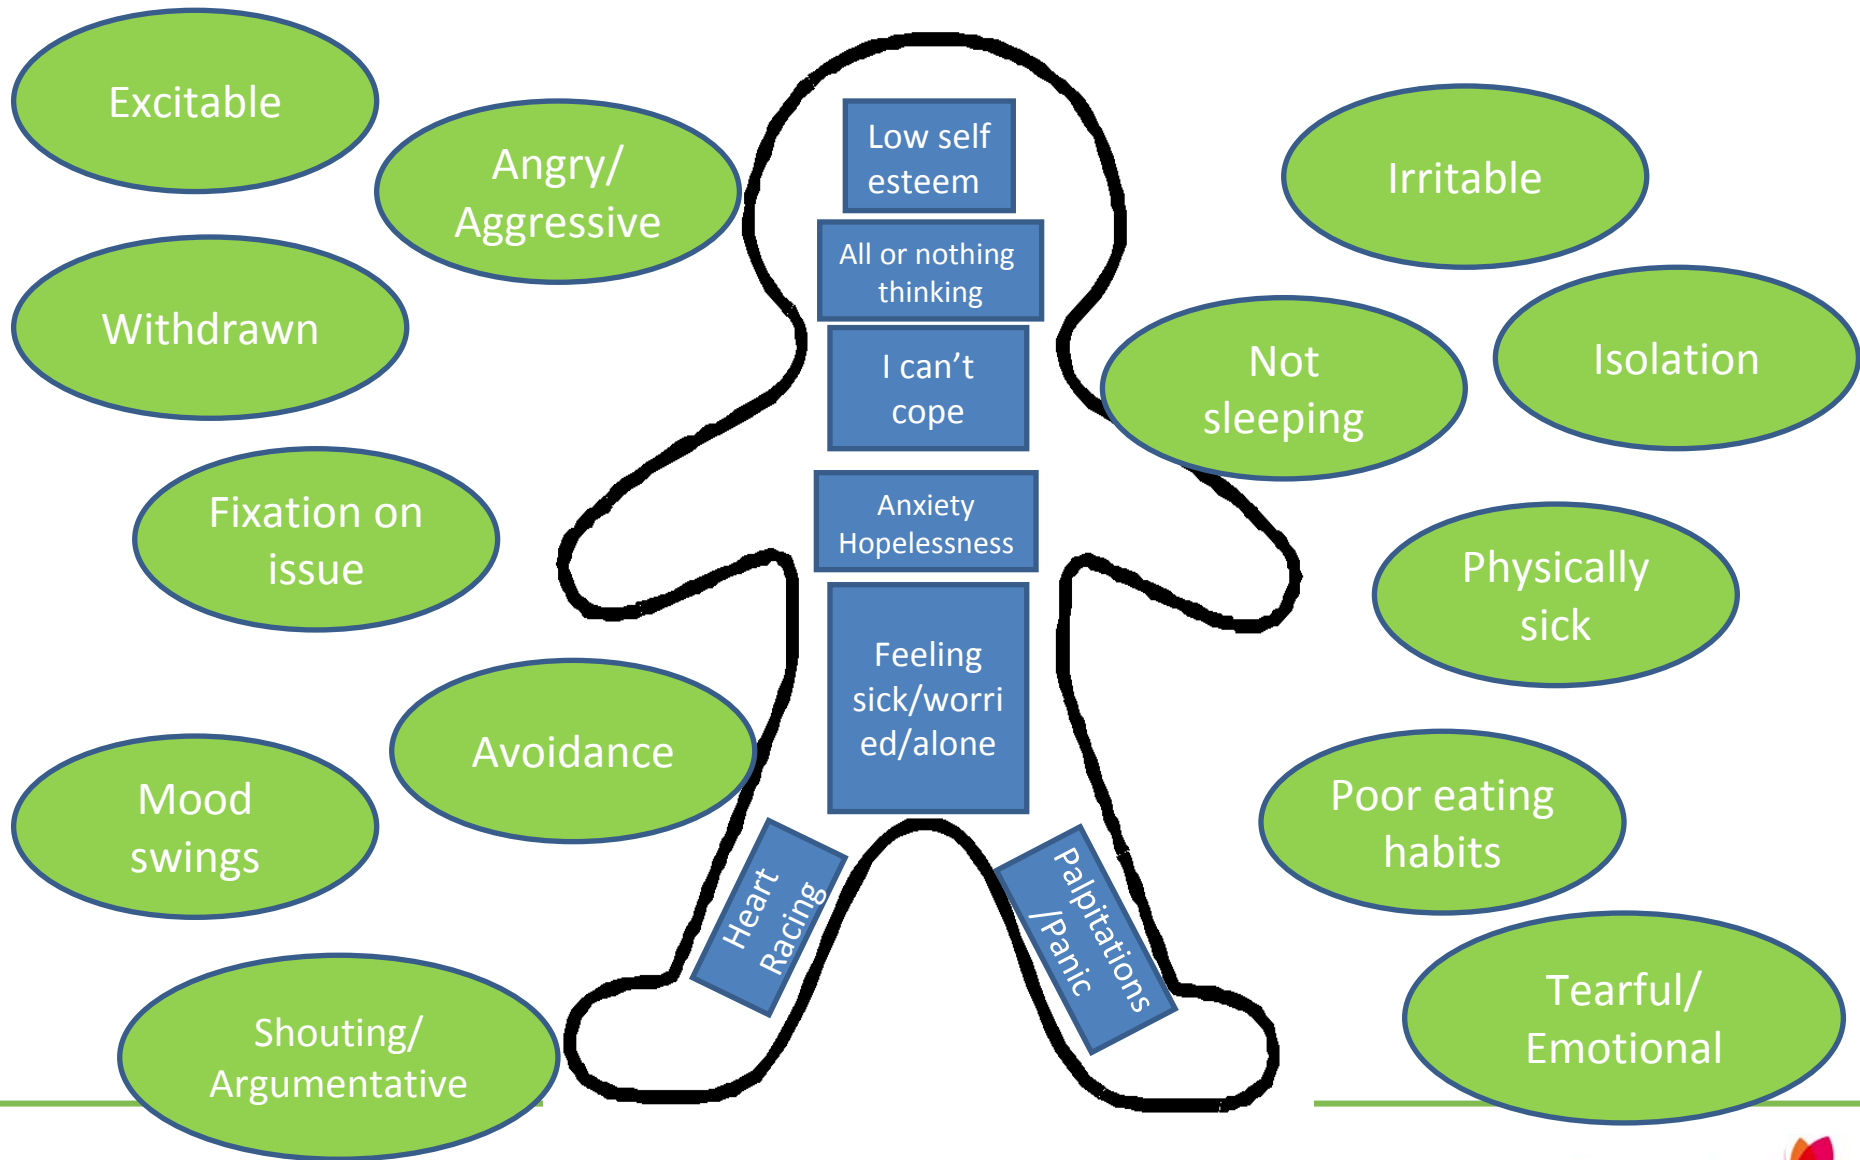 Excitable
Angry/
Aggressive
Withdrawn
Fixation on
issue
Avoidance
Mood
swings
Shouting/
Argumentative
Low self
esteem
All or nothing
thinking
I can’t
cope
Anxiety
Hopelessness
Feeling
sick/worri
ed/alone
Heart
Racing
Palpitations
/Panic
Irritable
Not
sleeping
Isolation
Physically
sick
Poor eating
habits
Tearful/
Emotional